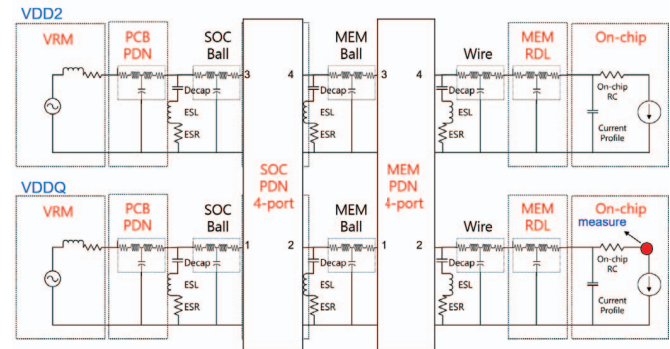 VDD2
VRM
PCB
PDN
SOC
Ball
MEM
Ball
Wire
MEM
RDL
On-chip
3
4
3
4
Decap
ESL
ESR
Decap
ESL
ESR
Decap
ESL
ESR
On-chip
RC
Current
Profile
SOC
PDN
4-port
MEM
PDN
4-port
VDDQ
VRM
PCB
PDN
SOC
Ball
MEM
Ball
Wire
MEM
RDL
On-chip
measure
1
2
1
2
Decap
ESL
ESR
Decap
ESL
ESR
Decap
ESL
ESR
On-chip
RC
Current
Profile